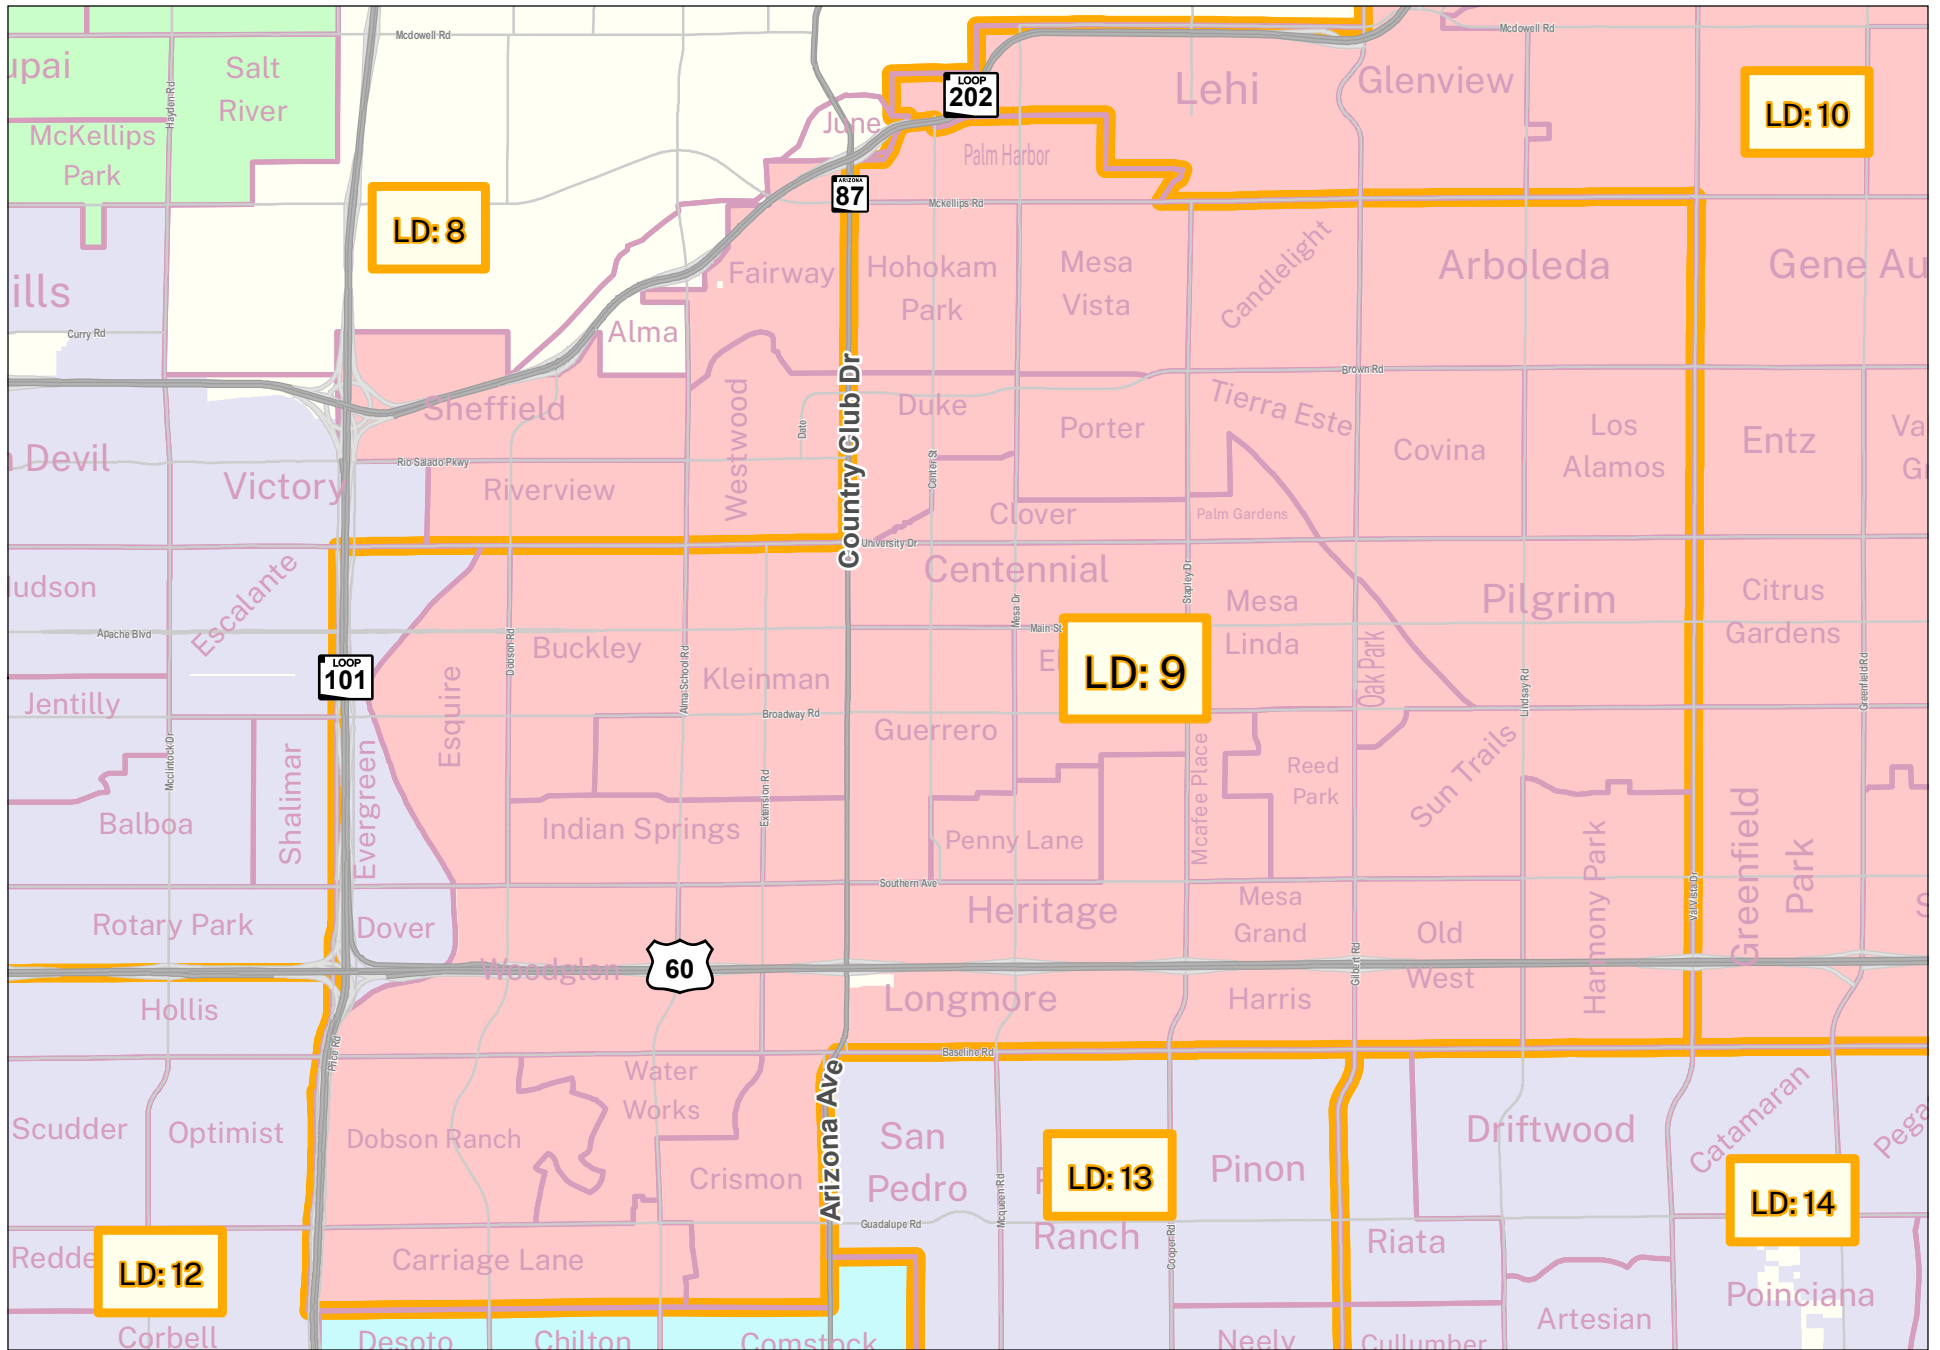 Mcdowell Rd
Mcdowell Rd
upai
Salt
River
Hayden Rd
McKellips
Park
LOOP
202
Lehi
Glenview
LD: 10
June
Palm Harbor
ARIZONA
87
Mckellips Rd
LD: 8
Fairway
Hohokam
Park
Mesa
Vista
Candlelight
Arboleda
Gene Au
ills
Curry Rd
Alma
Country Club Dr
Brown Rd
Sheffield
Westwood
Date
Duke
Porter
Tierra Este
Covina
Los
Alamos
Entz
Va
Devil
Victory
Rio Salado Pkwy
Riverview
Center St
Clover
Palm Gardens
University Dr
Centennial
Escalante
Stapley Dr
Mesa Dr
Mesa
Linda
Pilgrim
Citrus
Gardens
udson
Apache Blvd
Main St
Dobson Rd
Buckley
LD: 9
Oak Park
LOOP
101
Jentilly
Esquire
Alma School Rd
Kleinman
Broadway Rd
Guerrero
Lindsay Rd
Greenfield Rd
Mcclintock Dr
Shalimar
Evergreen
Extension Rd
Mcafee Place
Reed
Park
Sun Trails
Balboa
Indian Springs
Penny Lane
Harmony Park
Greenfield
Park
Southern Ave
Rotary Park
Dover
Heritage
Mesa
Grand
Old
West
Val Vista Dr
Gilbert Rd
Woodglen
60
Hollis
Longmore
Harris
Price Rd
Baseline Rd
Water
Works
Arizona Ave
Scudder
Optimist
Dobson Ranch
Crismon
San
Pedro
Mcqueen Rd
LD: 13
Ranch
Pinon
Driftwood
Catamaran
Pega
LD: 14
Guadalupe Rd
Cooper Rd
Redde
LD: 12
Carriage Lane
Riata
Poinciana
Artesian
Corbell
Desoto
Chilton
Comstock
Neely
Cullumber